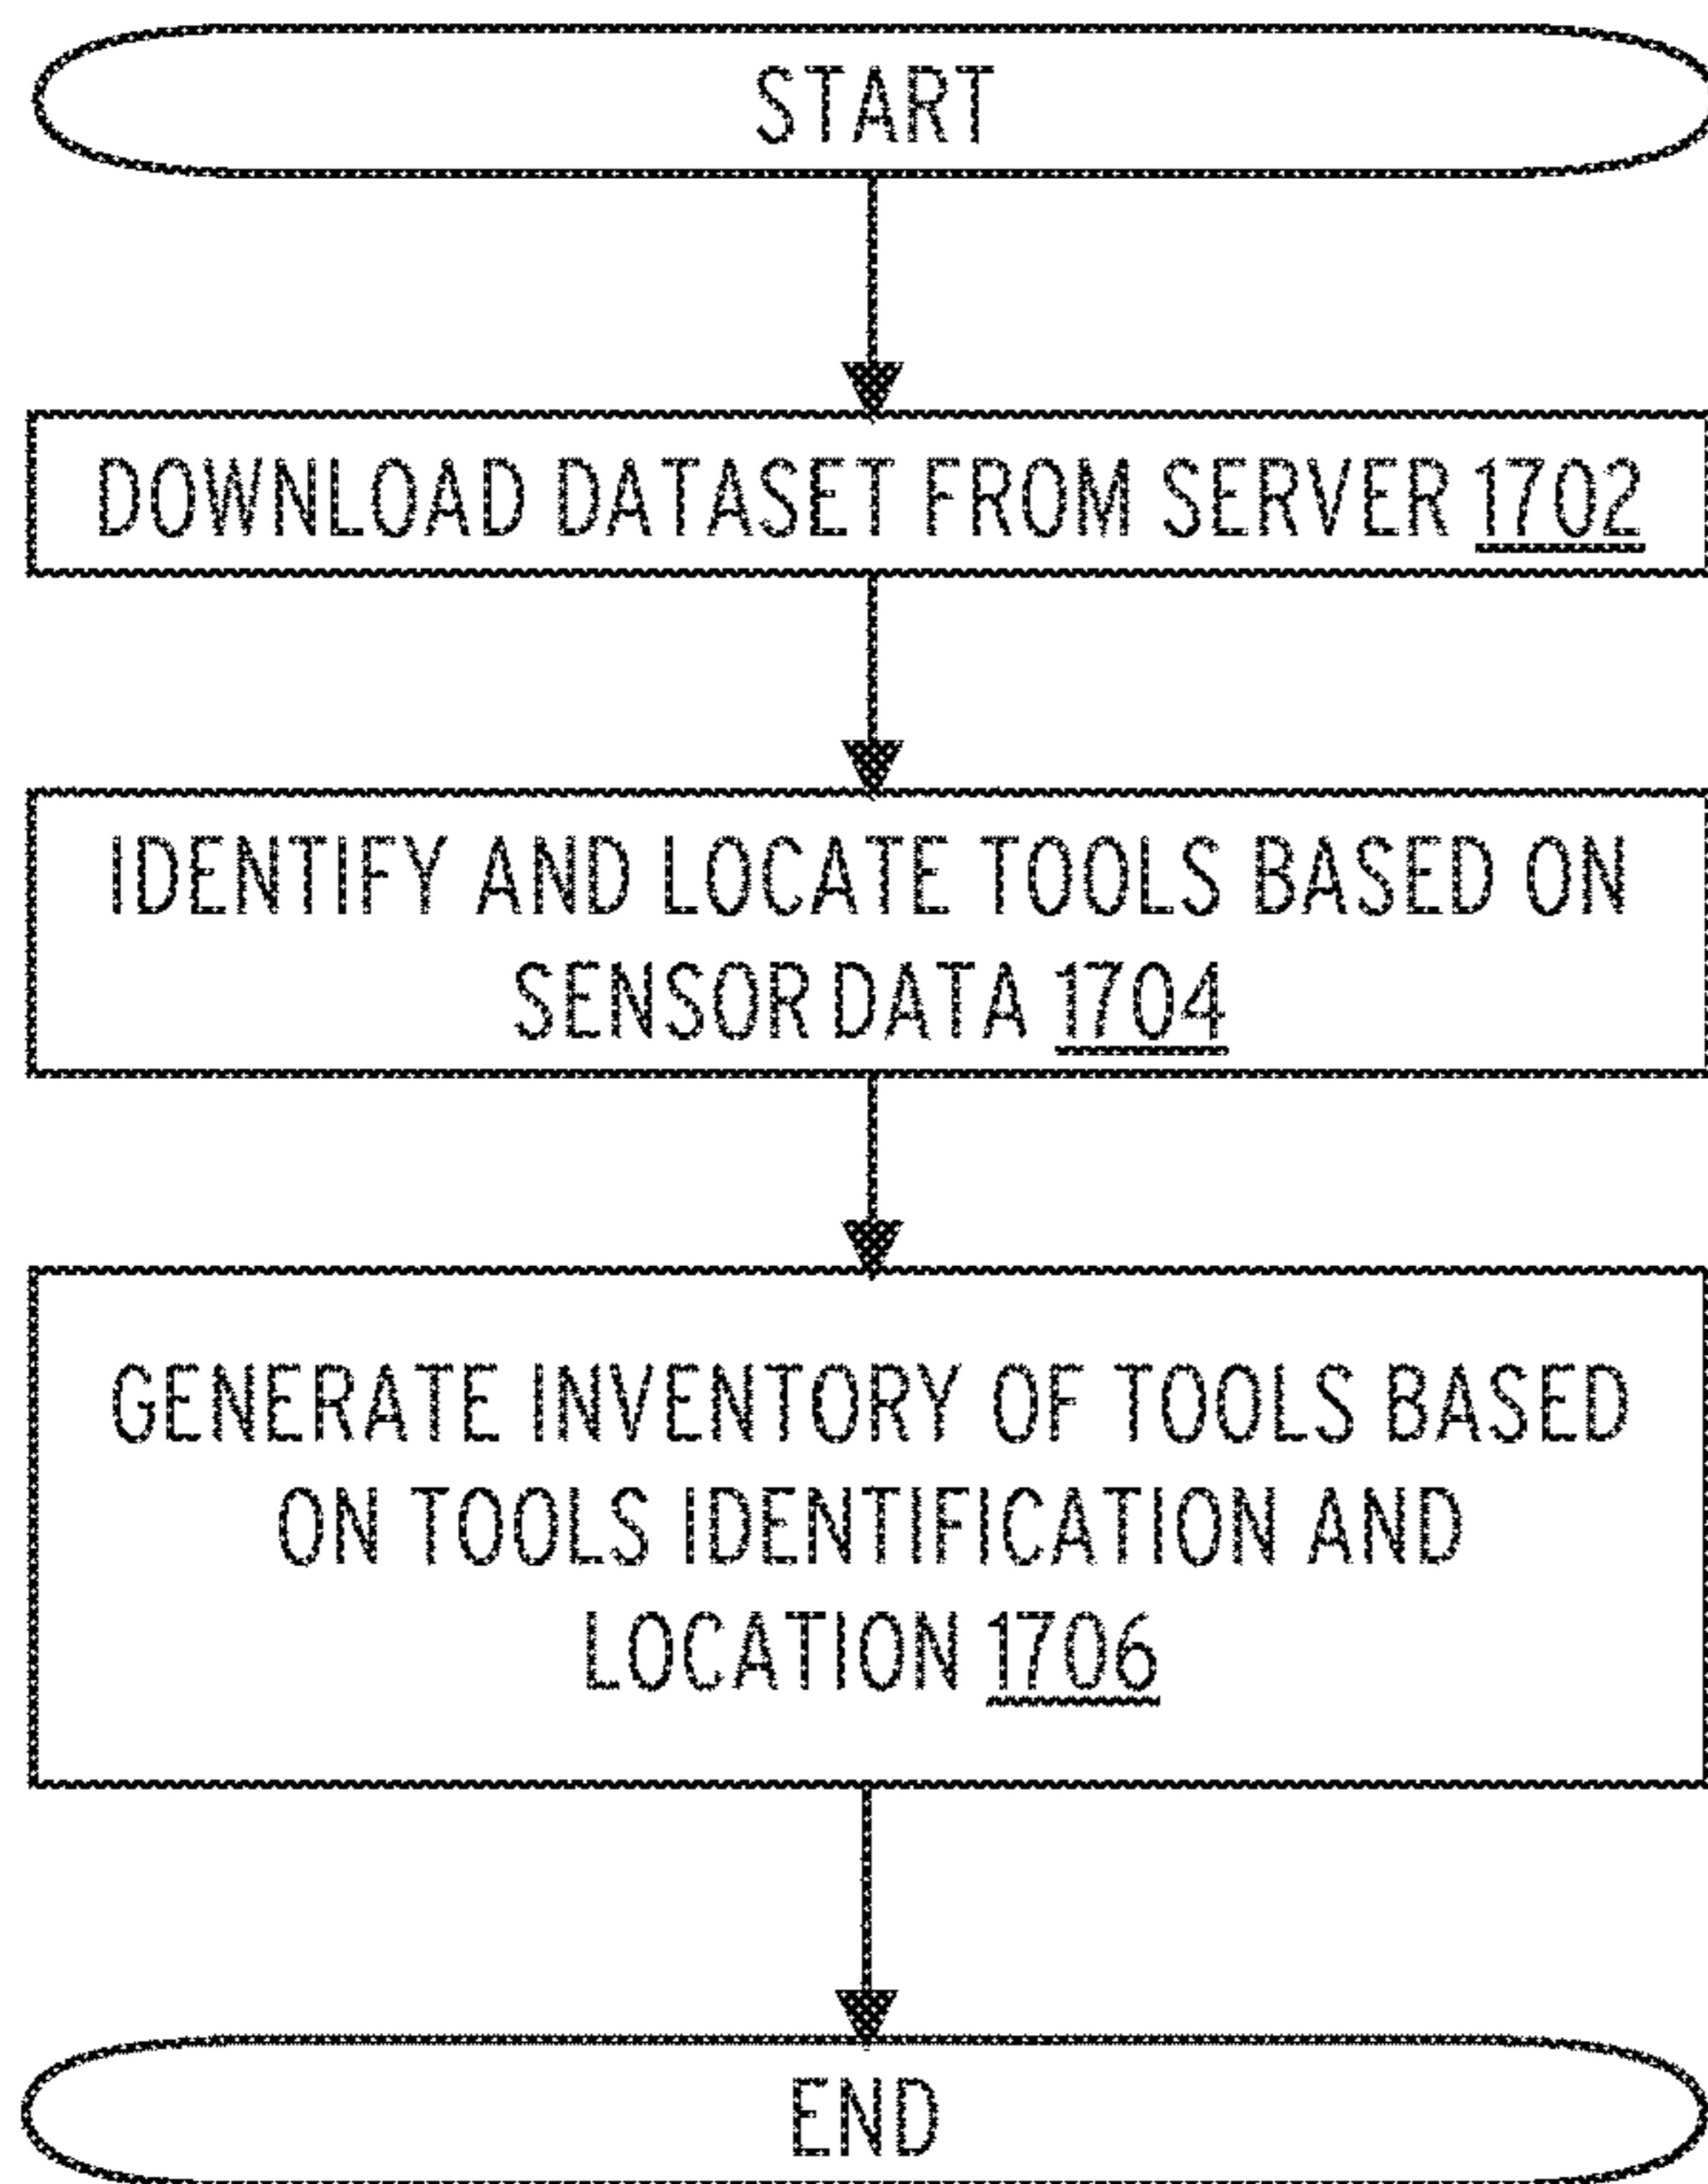 START
DOWNLOAD DATASET FROM SERVER 1702
IDENTIFY AND LOCATE TOOLS BASED ON
SENSOR DATA 1704
GENERATE INVENTORY OF TOOLS BASED
ON TOOLS IDENTIFICATION AND
LOCATION 1706
END